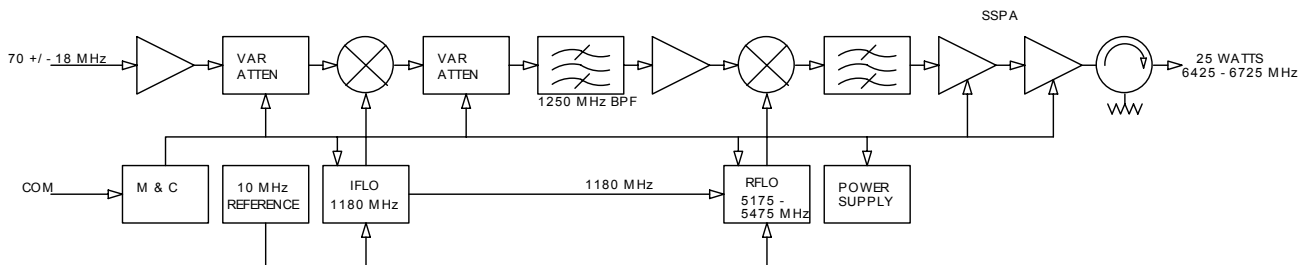 SSPA
70 +/- 18 MHz
VAR
ATTEN
VAR
ATTEN
1250 MHz BPF
25 WATTS
6425 - 6725 MHz
COM
M & C
10 MHz
REFERENCE
IFLO
1180 MHz
1180 MHz
RFLO
5175 -
5475 MHz
POWER
SUPPLY